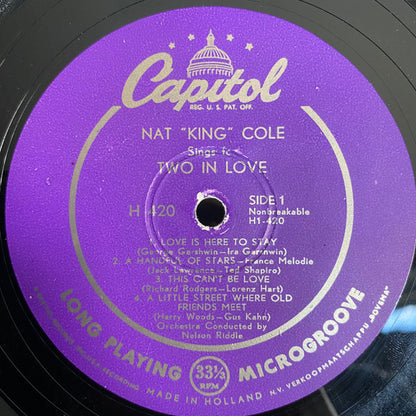 Capitol
REG. U. S. PAT. OFF.
NAT "KING" COLE
Sings for
TWO IN LOVE
H 420
SIDE 1
Nonbreakable
H1-420
1. LOVE IS HERE TO STAY
(George Gershwin—Ira Gershwin)
2. A HANDFUL OF STARS—France Melodie
(Jack Lawrence — Ted Shapiro)
3. THIS CAN'T BE LOVE
(Richard Rodgers—Lorenz Hart)
4. A LITTLE STREET WHERE OLD
FRIENDS MEET
(Harry Woods—Gus Kahn)
Orchestra Conducted by
Nelson Riddle
LONG PLAYING
33⅓
RPM
MICROGROOVE
RECORDING
MADE IN HOLLAND
N.V. VERKOOPMAATSCHAPPIJ „BOVEMA"